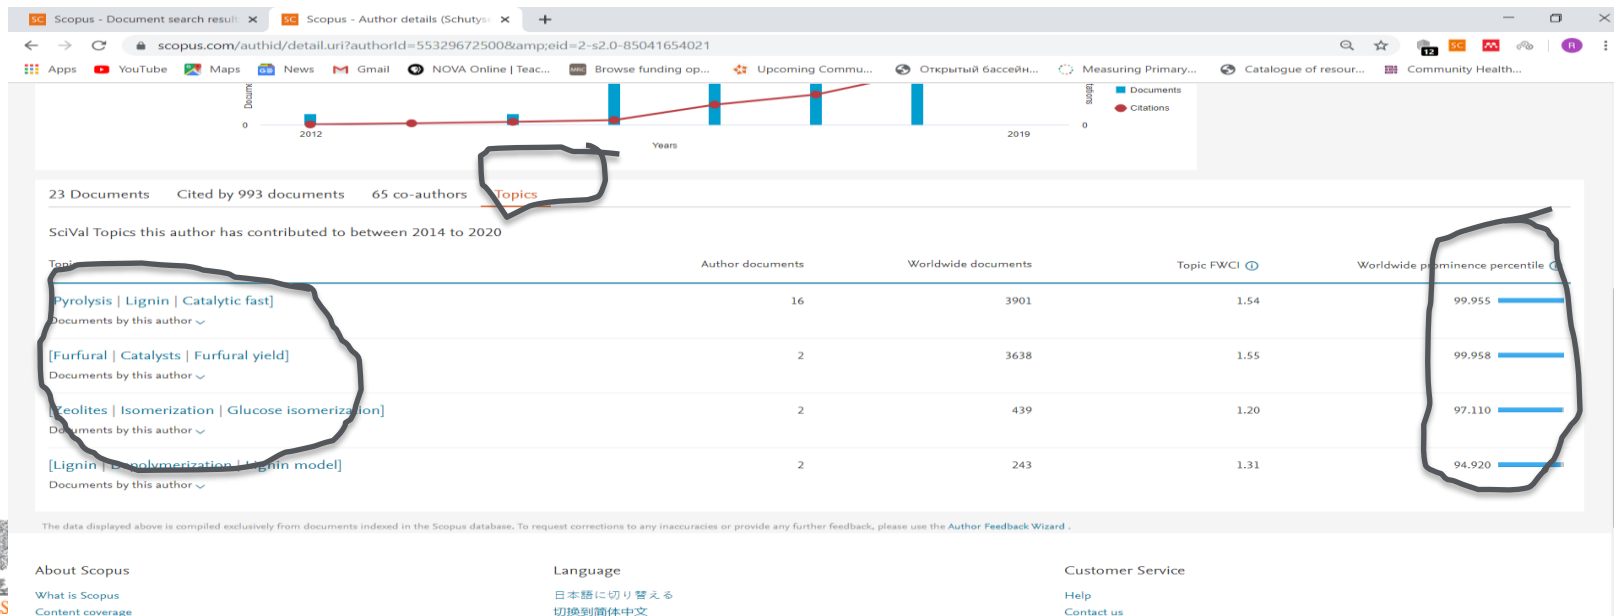 Scopus - Document search result
Scopus - Author details (Schutys
scopus.com/authid/detail.uri?authorId=55329672500&amp;eid=2-s2.0-85041654021
12
SC
R
Apps
YouTube
Maps
News
Gmail
NOVA Online | Teac...
Browse funding op...
Upcoming Commu...
Открытый бассейн...
Measuring Primary...
Catalogue of resour...
Community Health...
Docume
tations
Documents
Citations
0
0
2012
2019
Years
23 Documents
Cited by 993 documents
65 co-authors
Topics
SciVal Topics this author has contributed to between 2014 to 2020
Author documents
Worldwide documents
Topic FWCI
Worldwide prominence percentile
Pyrolysis | Lignin | Catalytic fast]
16
3901
1.54
99.955
Documents by this author
[Furfural | Catalysts | Furfural yield]
2
3638
1.55
99.958
Documents by this author
[Zeolites | Isomerization | Glucose isomerization]
2
439
1.20
97.110
Documents by this author
[Lignin | Depolymerization | Lignin model]
2
243
1.31
94.920
Documents by this author
The data displayed above is compiled exclusively from documents indexed in the Scopus database. To request corrections to any inaccuracies or provide any further feedback, please use the Author Feedback Wizard .
About Scopus
Language
Customer Service
What is Scopus
日本語に切り替える
Help
Content coverage
切换到简体中文
Contact us